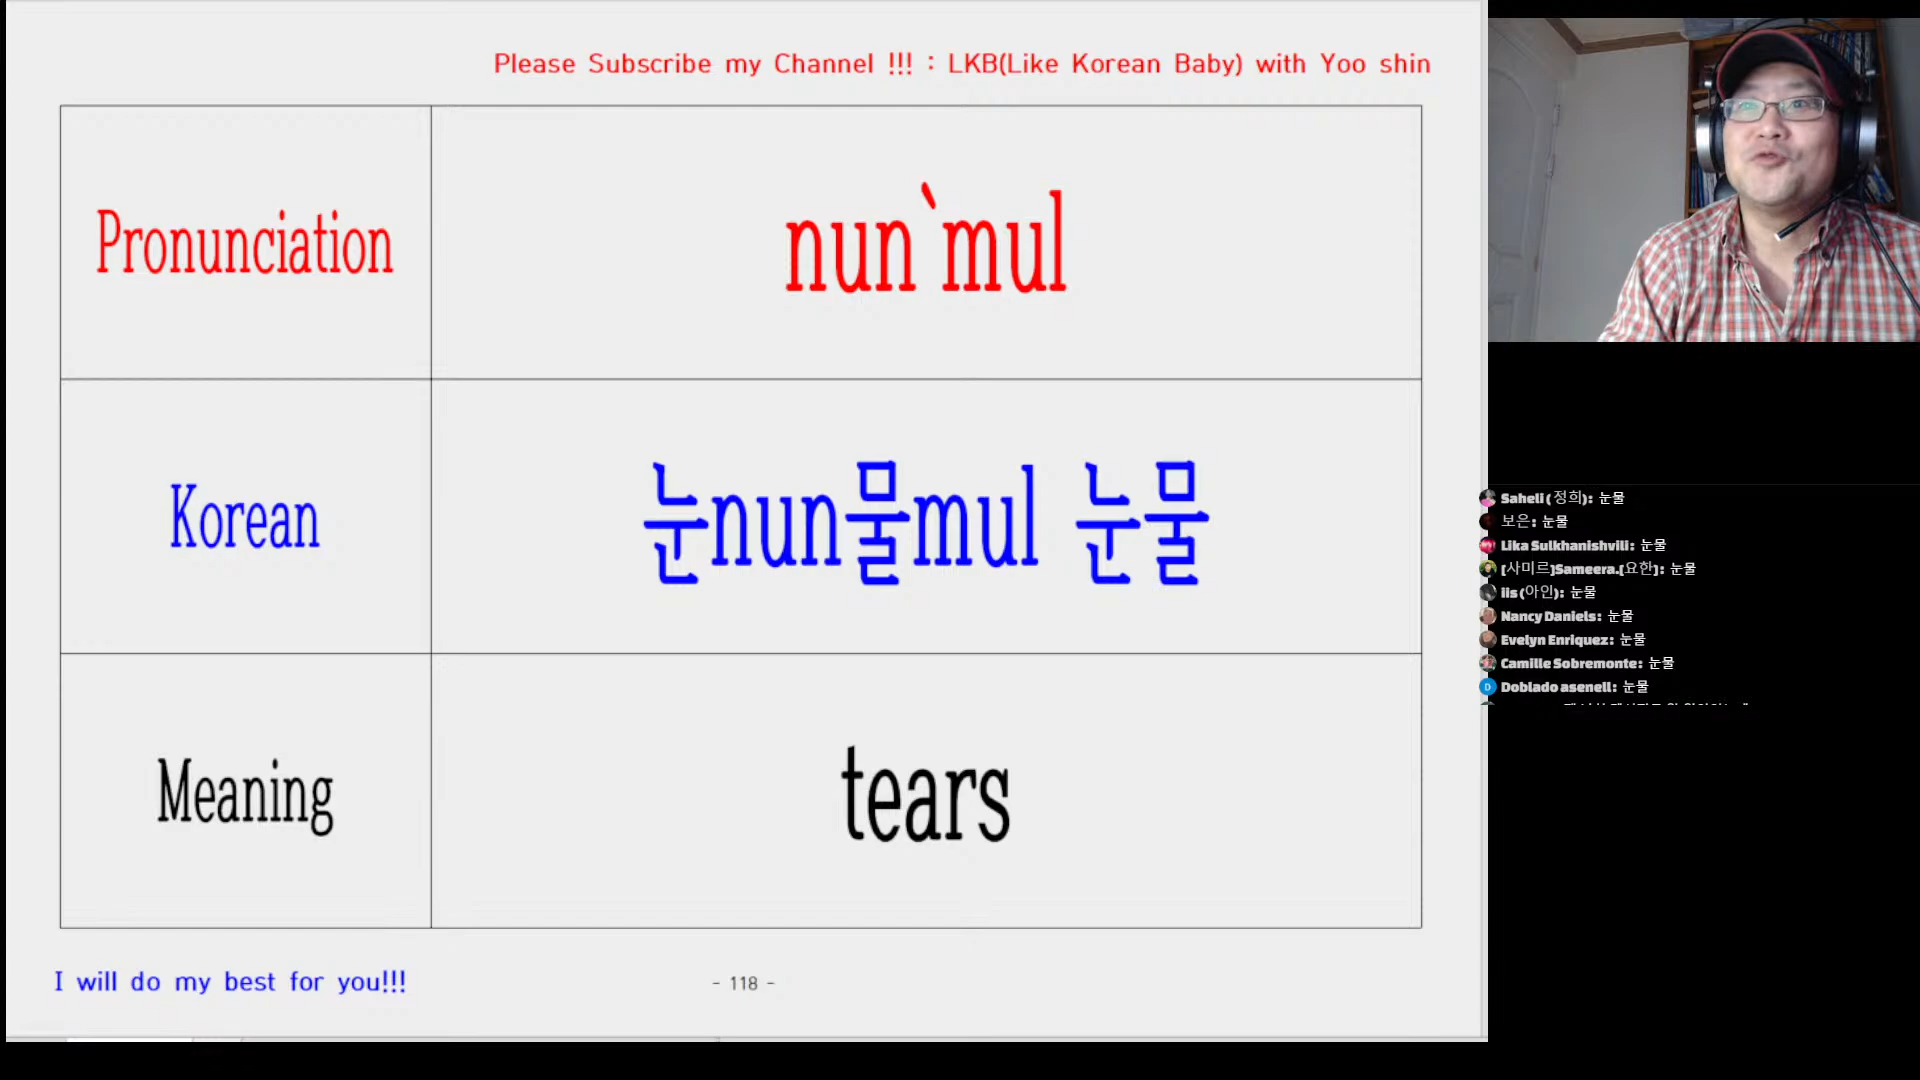 Please Subscribe my Channel !!! : LKB(Like Korean Baby) with Yoo shin
Pronunciation
nun`mul
Korean
눈nun물mul 눈물
Meaning
tears
I will do my best for you!!!
- 118 -
Saheli (정희): 눈물
보은: 눈물
Lika Sulkhanishvili: 눈물
[사미르]Sameera.[요한]: 눈물
iis (아인): 눈물
Nancy Daniels: 눈물
Evelyn Enriquez: 눈물
Camille Sobremonte: 눈물
D Doblado asenell: 눈물